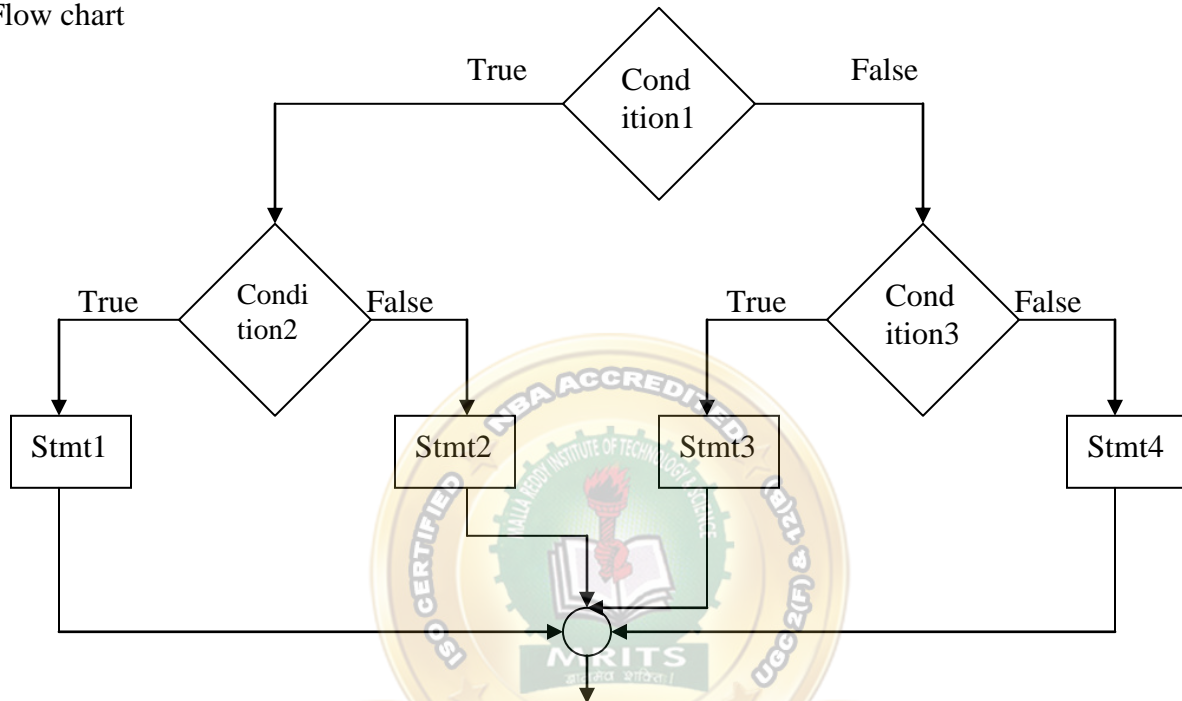 Flow chart
True
Cond
ition1
False
True
Condi
tion2
False
True
Cond
ition3
False
Stmt1
Stmt2
Stmt3
Stmt4
NBA ACCREDITED
ISO CERTIFIED
UGC 2(F) & 12(B)
MALLA REDDY INSTITUTE OF TECHNOLOGY & SCIENCE
MRITS